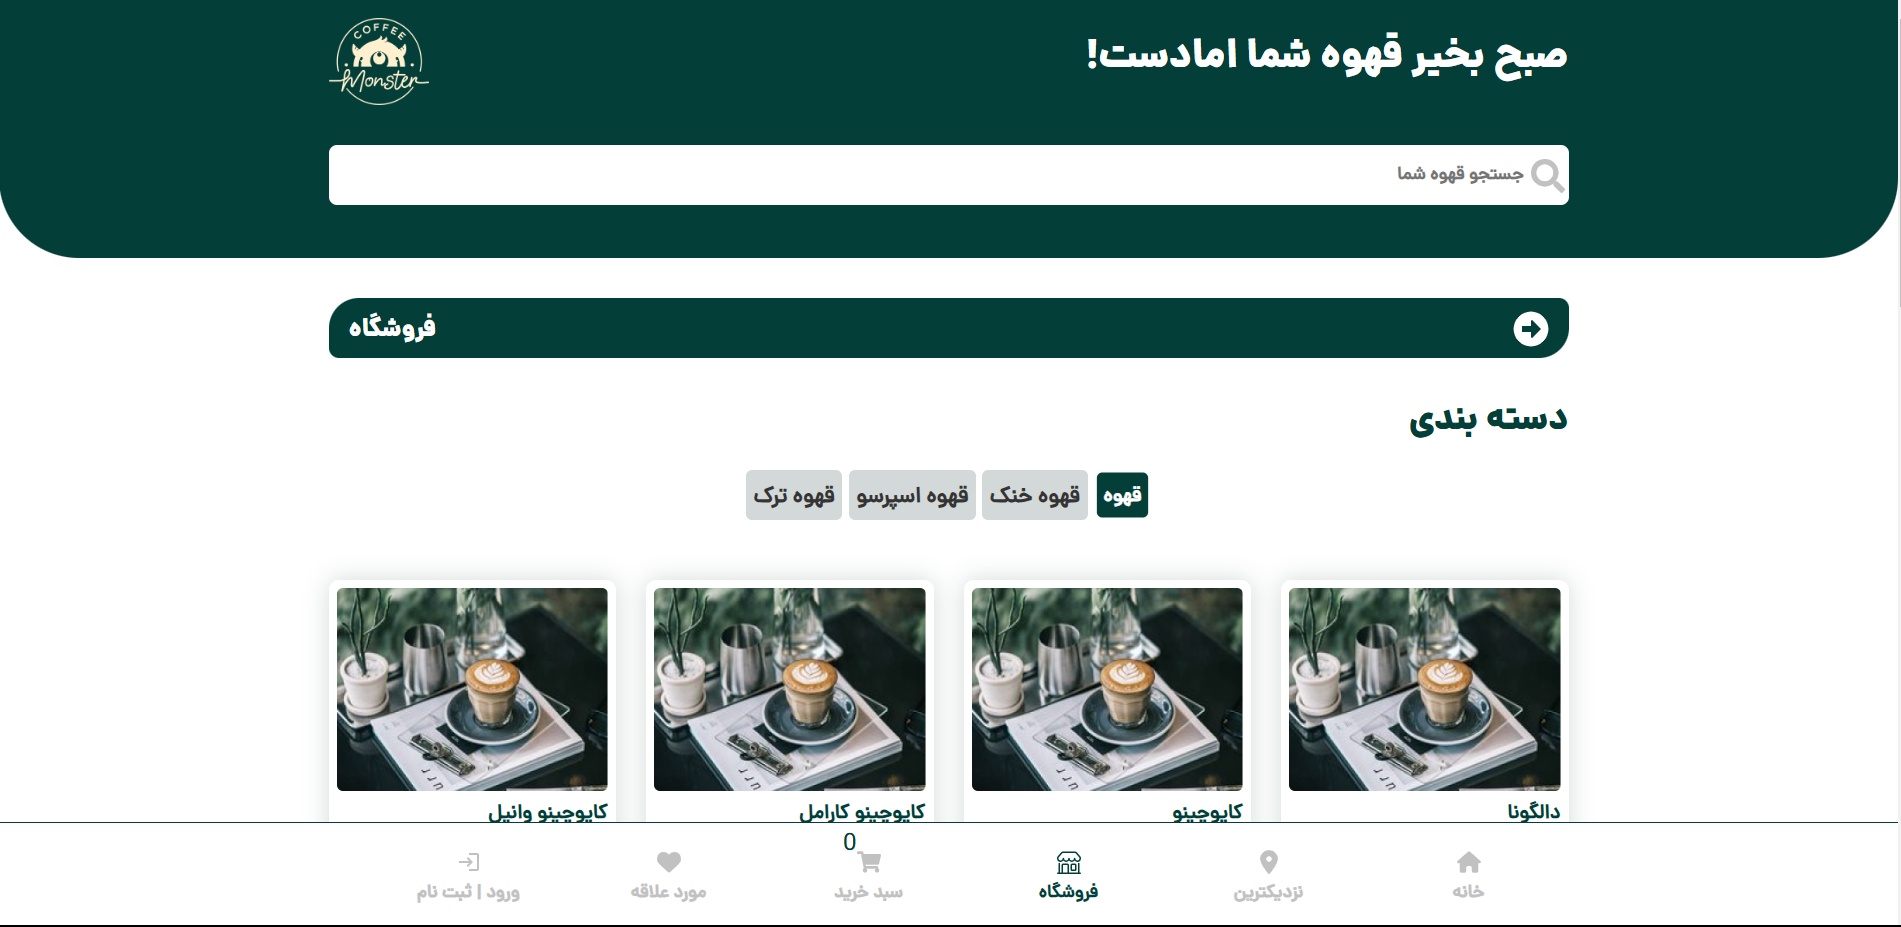 صبح بخیر قهوه شما امادست!
COFFEE
Monster
جستجو قهوه شما
فروشگاه
دسته بندی
قهوه
قهوه خنک
قهوه اسپرسو
قهوه ترک
دالگونا
کاپوچینو
کاپوچینو کارامل
کاپوچینو وانیل
خانه
نزدیکترین
فروشگاه
0
سبد خرید
مورد علاقه
ورود | ثبت نام